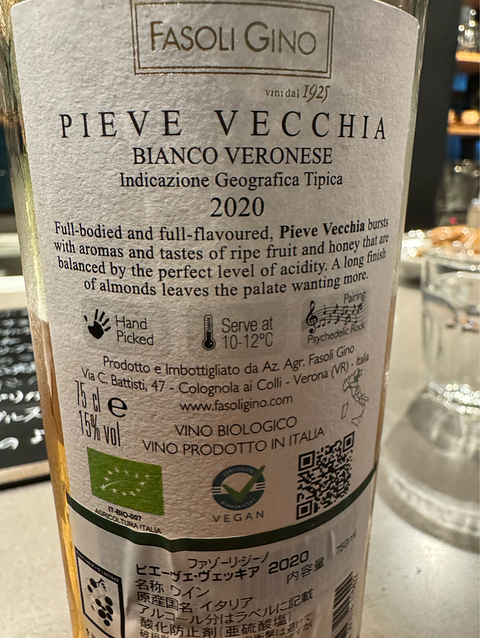 FASOLI GINO
vini dal 1925
PIEVE VECCHIA
BIANCO VERONESE
Indicazione Geografica Tipica
2020
Full-bodied and full-flavoured, Pieve Vecchia bursts
with aromas and tastes of ripe fruit and honey that are
balanced by the perfect level of acidity. A long finish
of almonds leaves the palate wanting more.
Hand
Picked
Serve at
10-12°C
Pairing
Psychedelic Rock
Prodotto e Imbottigliato da Az. Agr. Fasoli Gino
Via C. Battisti, 47 - Colognola ai Colli - Verona (VR) - Italia
www.fasoligino.com
75 cl e
15% vol
VINO BIOLOGICO
VINO PRODOTTO IN ITALIA
IT-BIO-007
AGRICOLTURA ITALIA
VEGAN
ファゾーリ・ジーノ
ピエーヴェ・ヴェッキア 2020
名称 ワイン
内容量 750ml
原産国名:イタリア
アルコール分はラベルに記載
酸化防止剤(亜硫酸塩)